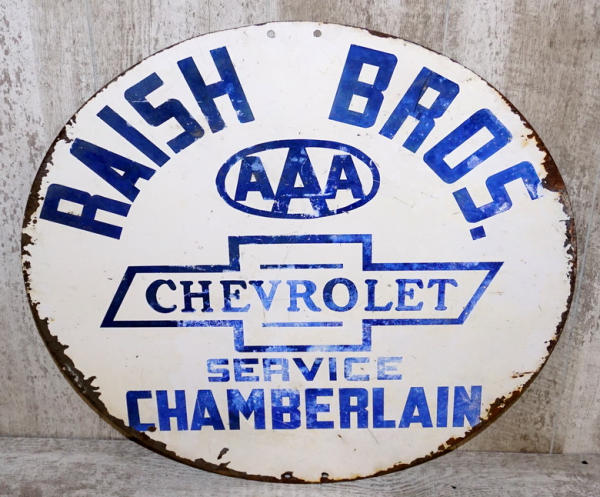 RAISH BROS.
AAA
CHEVROLET
SERVICE
CHAMBERLAIN